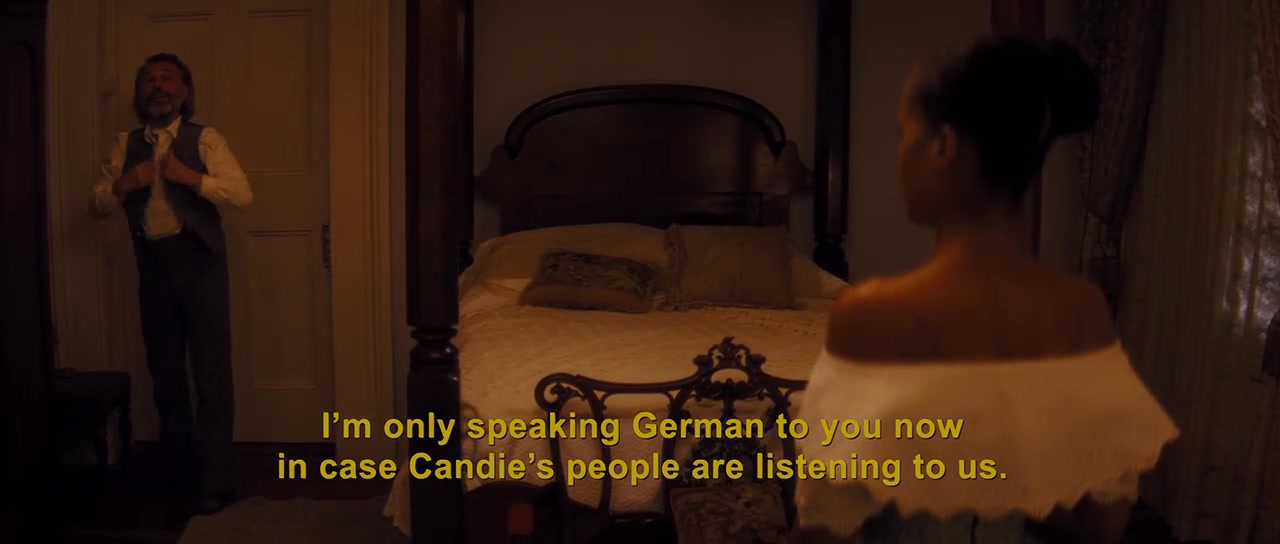 I’m only speaking German to you now
in case Candie’s people are listening to us.